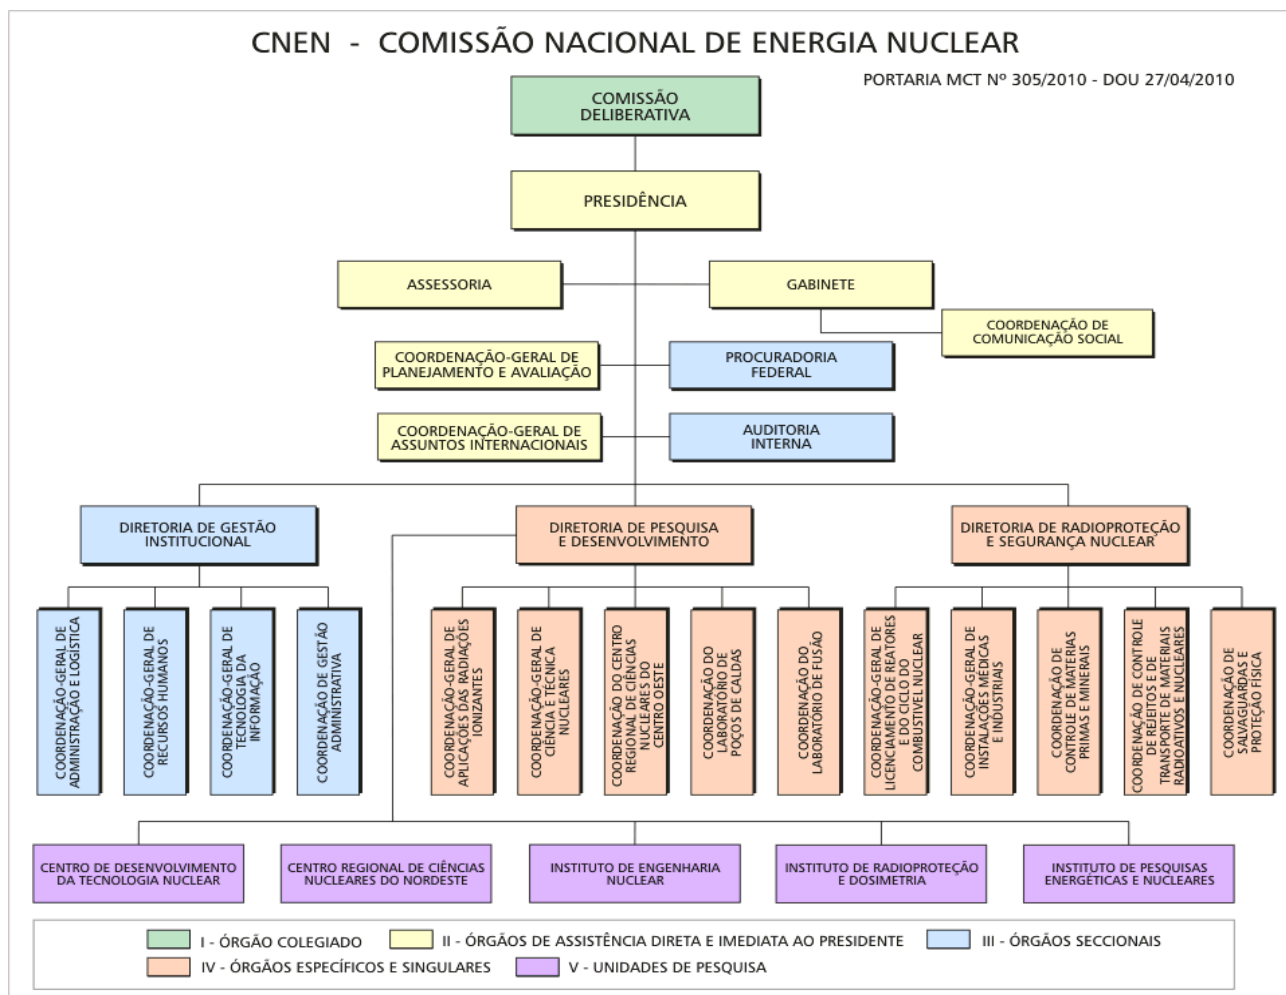 CNEN - COMISSÃO NACIONAL DE ENERGIA NUCLEAR
PORTARIA MCT Nº 305/2010 - DOU 27/04/2010
COMISSÃO
DELIBERATIVA
PRESIDÊNCIA
ASSESSORIA
GABINETE
COORDENAÇÃO DE
COMUNICAÇÃO SOCIAL
COORDENAÇÃO-GERAL DE
PLANEJAMENTO E AVALIAÇÃO
PROCURADORIA
FEDERAL
COORDENAÇÃO-GERAL DE
ASSUNTOS INTERNACIONAIS
AUDITORIA
INTERNA
DIRETORIA DE GESTÃO
INSTITUCIONAL
DIRETORIA DE PESQUISA
E DESENVOLVIMENTO
DIRETORIA DE RADIOPROTEÇÃO
E SEGURANÇA NUCLEAR
COORDENAÇÃO-GERAL DE
ADMINISTRAÇÃO E LOGÍSTICA
COORDENAÇÃO-GERAL DE
RECURSOS HUMANOS
COORDENAÇÃO-GERAL DE
TECNOLOGIA DA
INFORMAÇÃO
COORDENAÇÃO DE GESTÃO
ADMINISTRATIVA
COORDENAÇÃO-GERAL DE
APLICAÇÕES DAS RADIAÇÕES
IONIZANTES
COORDENAÇÃO-GERAL DE
CIÊNCIA E TÉCNICA
NUCLEARES
COORDENAÇÃO DO CENTRO
REGIONAL DE CIÊNCIAS
NUCLEARES DO
CENTRO OESTE
COORDENAÇÃO DO
LABORATÓRIO DE
POÇOS DE CALDAS
COORDENAÇÃO DO
LABORATÓRIO DE FUSÃO
COORDENAÇÃO-GERAL DE
LICENCIAMENTO DE REATORES
E DO CICLO DO
COMBUSTIVEL NUCLEAR
COORDENAÇÃO-GERAL DE
INSTALAÇÕES MÉDICAS
E INDUSTRIAIS
COORDENAÇÃO DE
CONTROLE DE MATERIAS
PRIMAS E MINERAIS
COORDENAÇÃO DE CONTROLE
DE REJEITOS E DE
TRANSPORTE DE MATERIAIS
RADIOATIVOS E NUCLEARES
COORDENAÇÃO DE
SALVAGUARDAS E
PROTEÇÃO FÍSICA
CENTRO DE DESENVOLVIMENTO
DA TECNOLOGIA NUCLEAR
CENTRO REGIONAL DE CIÊNCIAS
NUCLEARES DO NORDESTE
INSTITUTO DE ENGENHARIA
NUCLEAR
INSTITUTO DE RADIOPROTEÇÃO
E DOSIMETRIA
INSTITUTO DE PESQUISAS
ENERGÉTICAS E NUCLEARES
I - ÓRGÃO COLEGIADO
II - ÓRGÃOS DE ASSISTÊNCIA DIRETA E IMEDIATA AO PRESIDENTE
III - ÓRGÃOS SECCIONAIS
IV - ÓRGÃOS ESPECÍFICOS E SINGULARES
V - UNIDADES DE PESQUISA